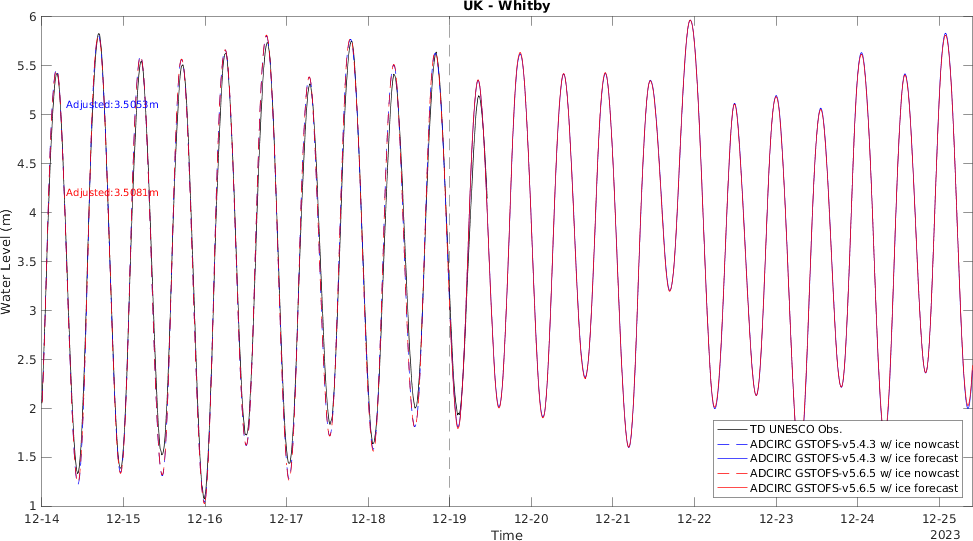 UK - Whitby
6
5.5
5
4.5
4
3.5
3
2.5
2
1.5
1
Water Level (m)
Adjusted:3.5053m
Adjusted:3.5081m
TD UNESCO Obs.
ADCIRC GSTOFS-v5.4.3 w/ ice nowcast
ADCIRC GSTOFS-v5.4.3 w/ ice forecast
ADCIRC GSTOFS-v5.6.5 w/ ice nowcast
ADCIRC GSTOFS-v5.6.5 w/ ice forecast
12-14 12-15 12-16 12-17 12-18 12-19 12-20 12-21 12-22 12-23 12-24 12-25
Time
2023